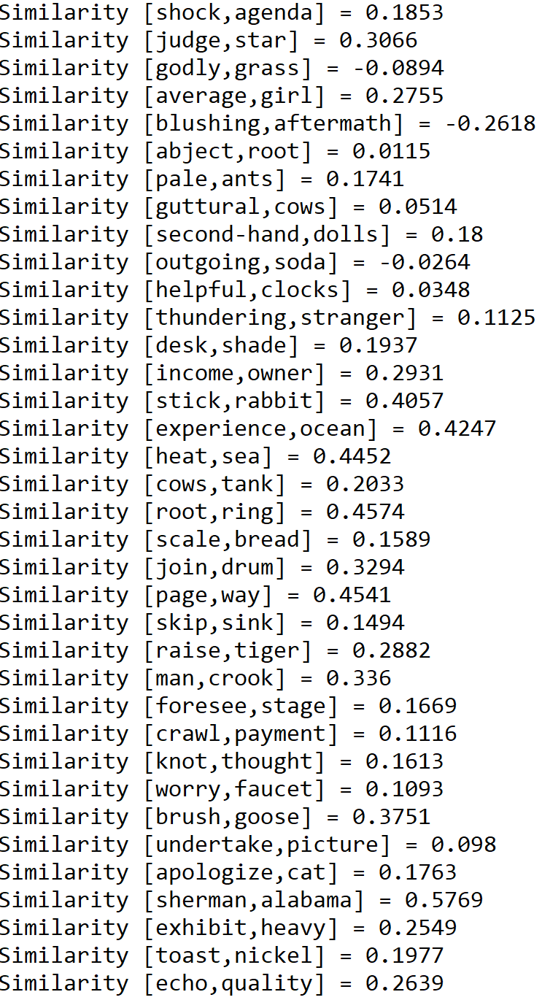 Similarity [shock,agenda] = 0.1853
Similarity [judge,star] = 0.3066
Similarity [godly,grass] = -0.0894
Similarity [average,girl] = 0.2755
Similarity [blushing,aftermath] = -0.2618
Similarity [abject,root] = 0.0115
Similarity [pale,ants] = 0.1741
Similarity [guttural,cows] = 0.0514
Similarity [second-hand,dolls] = 0.18
Similarity [outgoing,soda] = -0.0264
Similarity [helpful,clocks] = 0.0348
Similarity [thundering,stranger] = 0.1125
Similarity [desk,shade] = 0.1937
Similarity [income,owner] = 0.2931
Similarity [stick,rabbit] = 0.4057
Similarity [experience,ocean] = 0.4247
Similarity [heat,sea] = 0.4452
Similarity [cows,tank] = 0.2033
Similarity [root,ring] = 0.4574
Similarity [scale,bread] = 0.1589
Similarity [join,drum] = 0.3294
Similarity [page,way] = 0.4541
Similarity [skip,sink] = 0.1494
Similarity [raise,tiger] = 0.2882
Similarity [man,crook] = 0.336
Similarity [foresee,stage] = 0.1669
Similarity [crawl,payment] = 0.1116
Similarity [knot,thought] = 0.1613
Similarity [worry,faucet] = 0.1093
Similarity [brush,goose] = 0.3751
Similarity [undertake,picture] = 0.098
Similarity [apologize,cat] = 0.1763
Similarity [sherman,alabama] = 0.5769
Similarity [exhibit,heavy] = 0.2549
Similarity [toast,nickel] = 0.1977
Similarity [echo,quality] = 0.2639